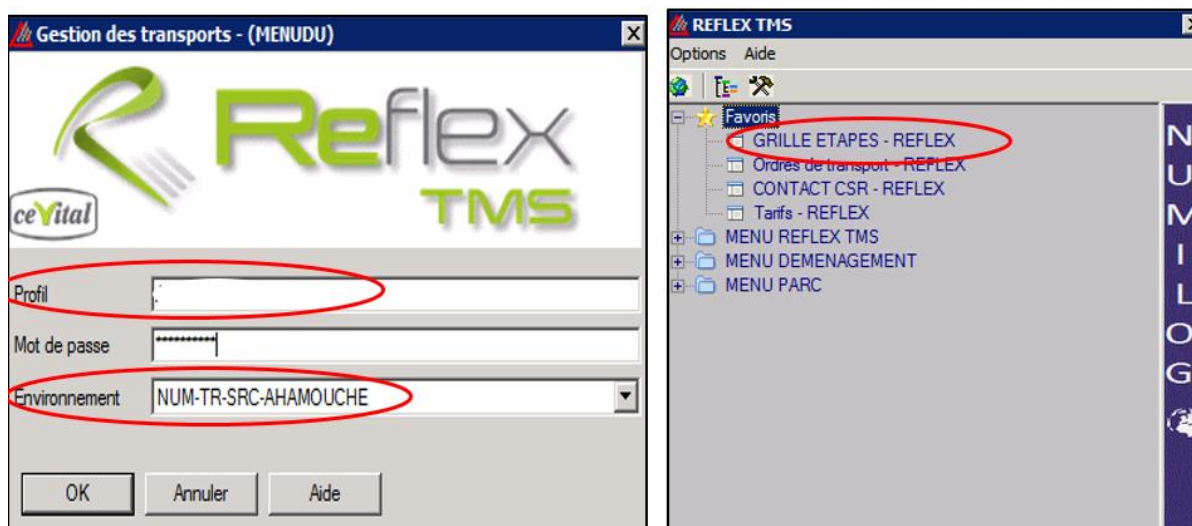 Gestion des transports - (MENUDU)
Reflex
TMS
ceVital
Profil
Mot de passe **********
Environnement NUM-TR-SRC-AHAMOUCHE
OK Annuler Aide
REFLEX TMS
Options Aide
Favoris
GRILLE ETAPES - REFLEX
Ordres de transport - REFLEX
CONTACT CSR - REFLEX
Tarifs - REFLEX
MENU REFLEX TMS
MENU DEMENAGEMENT
MENU PARC
NUMILOG